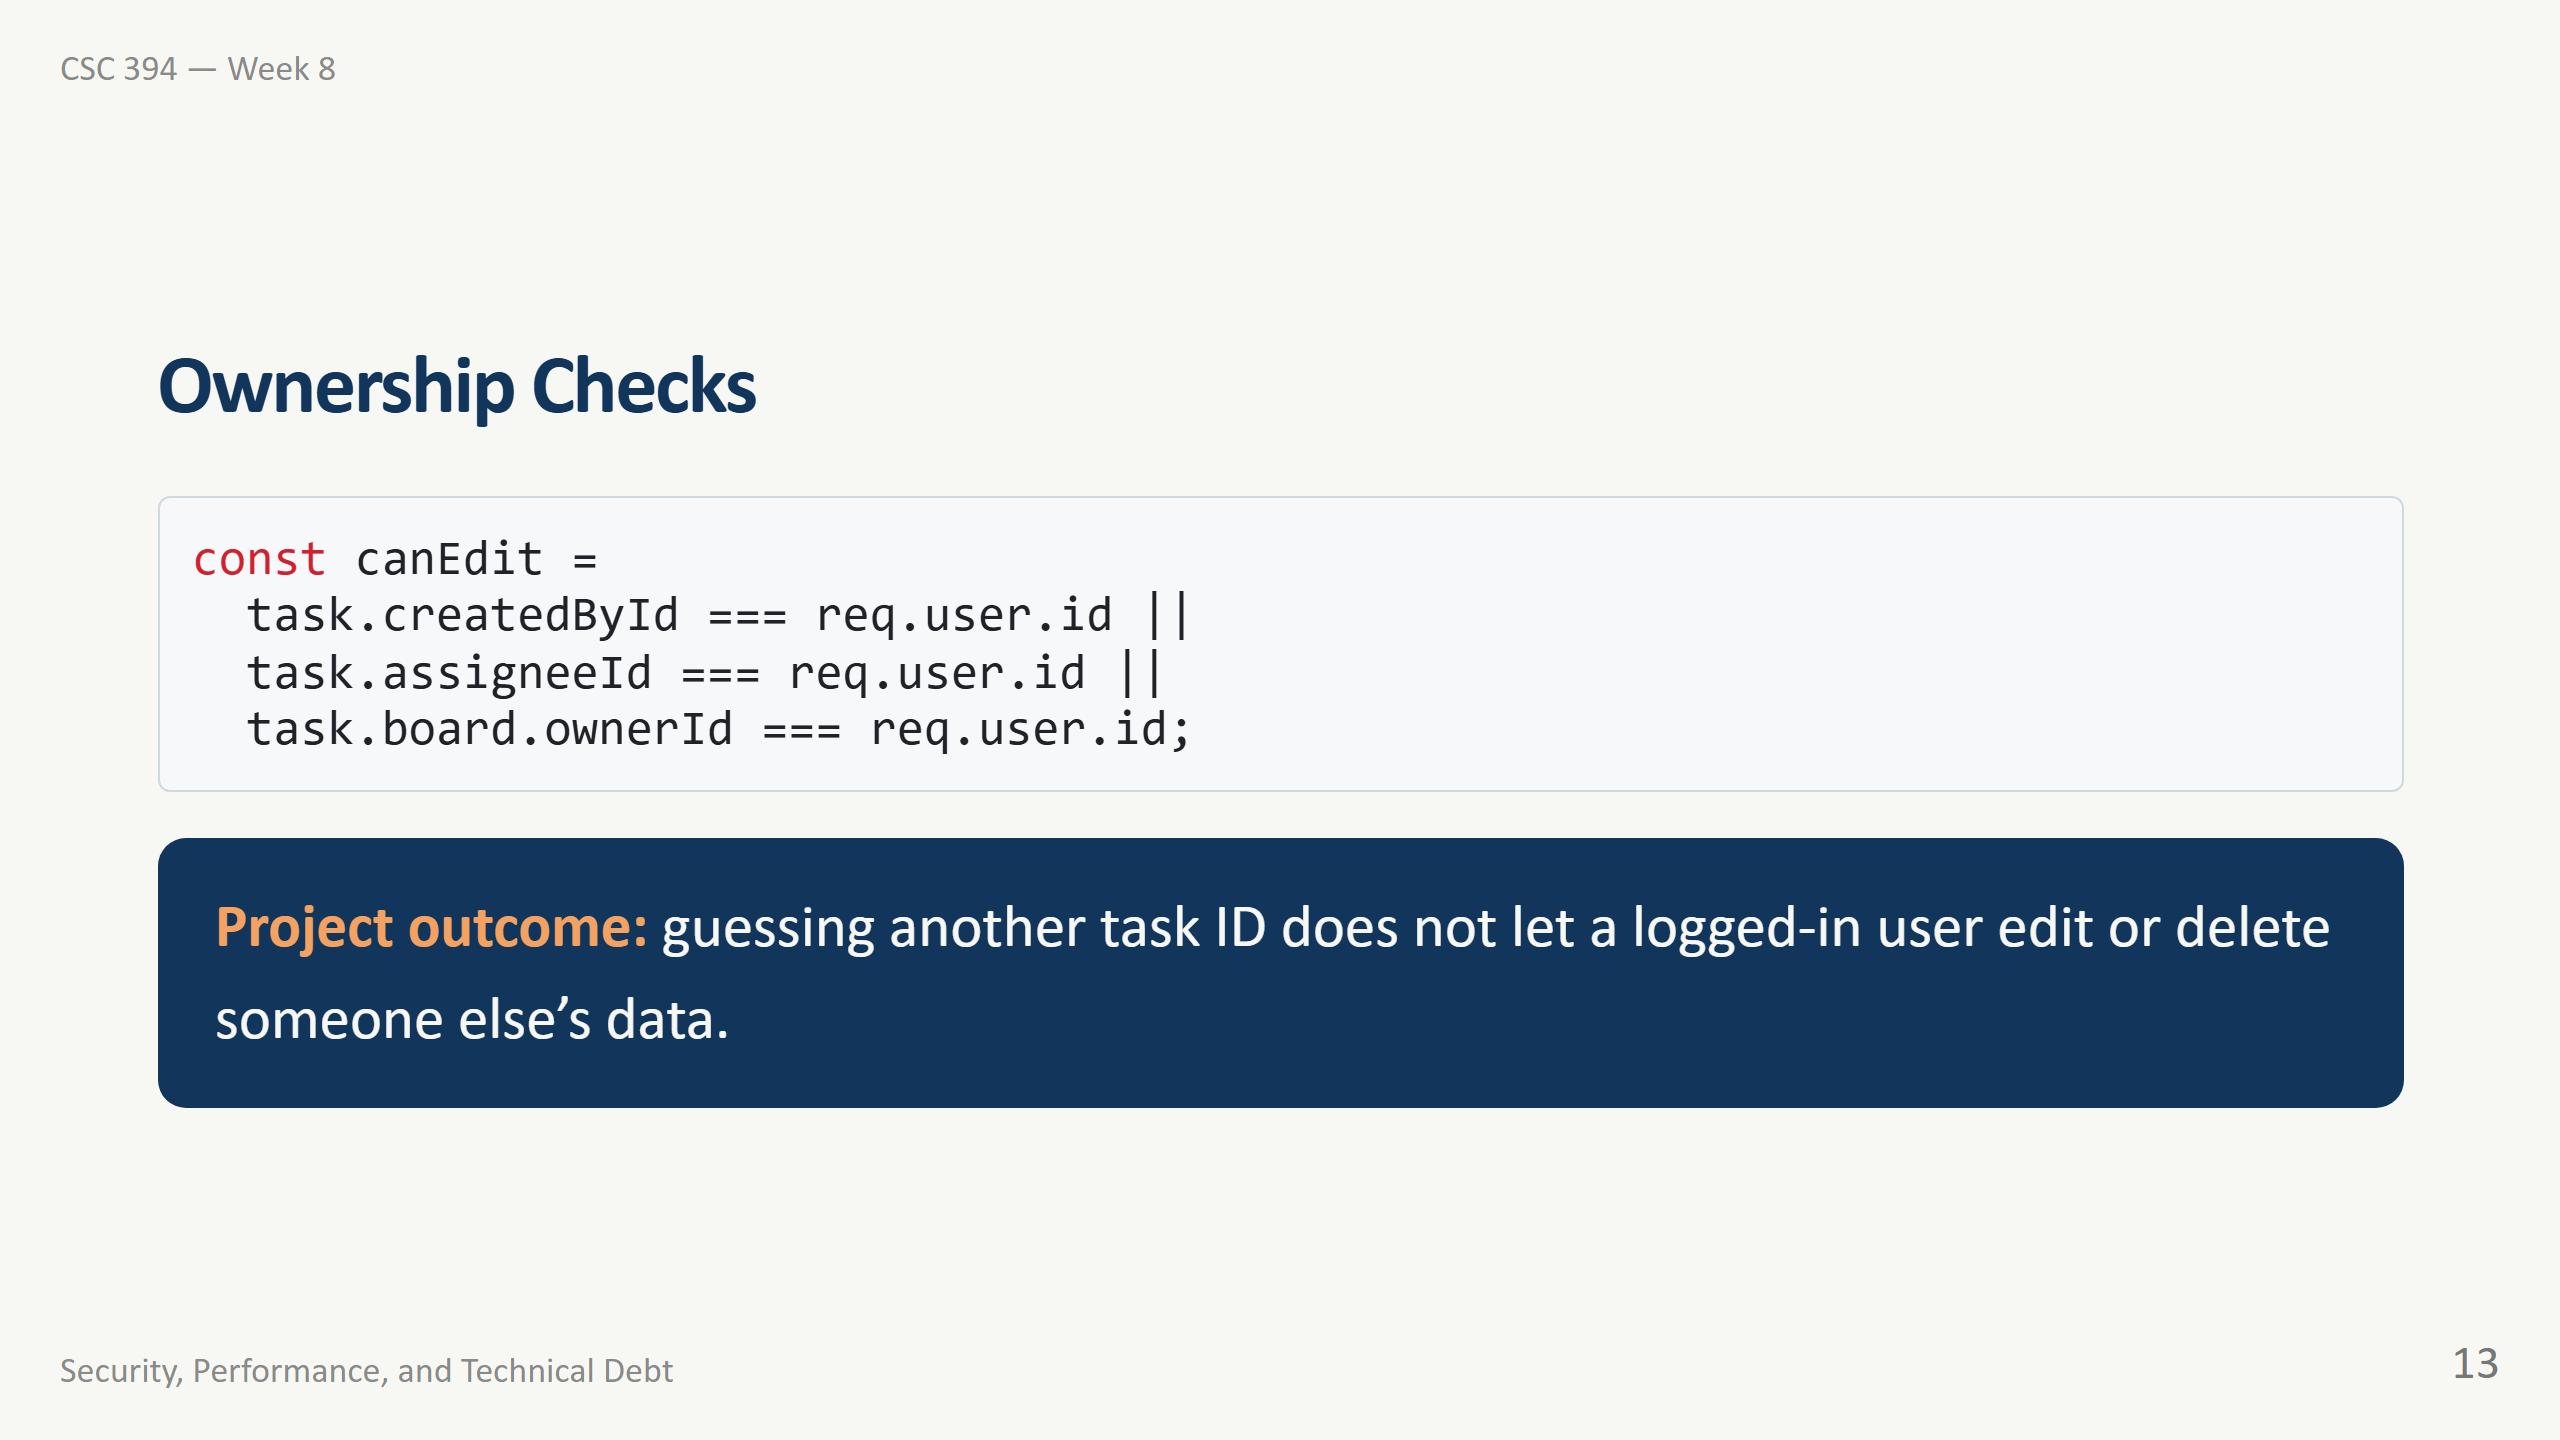 CSC 394 — Week 8
Ownership Checks
const canEdit =
  task.createdById === req.user.id ||
  task.assigneeId === req.user.id ||
  task.board.ownerId === req.user.id;
Project outcome: guessing another task ID does not let a logged-in user edit or delete
someone else’s data.
Security, Performance, and Technical Debt
13